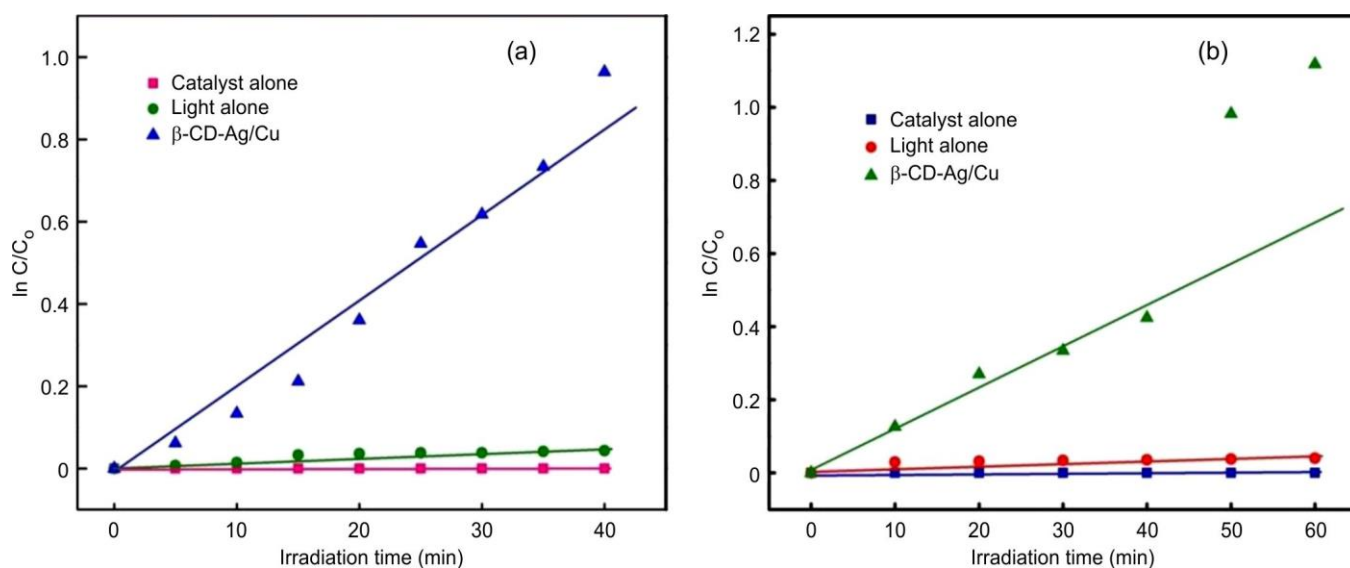 (a)
Catalyst alone
Light alone
β-CD-Ag/Cu
ln C/Co
1.0
0.8
0.6
0.4
0.2
0
0 10 20 30 40
Irradiation time (min)
(b)
Catalyst alone
Light alone
β-CD-Ag/Cu
ln C/Co
1.2
1.0
0.8
0.6
0.4
0.2
0
0 10 20 30 40 50 60
Irradiation time (min)